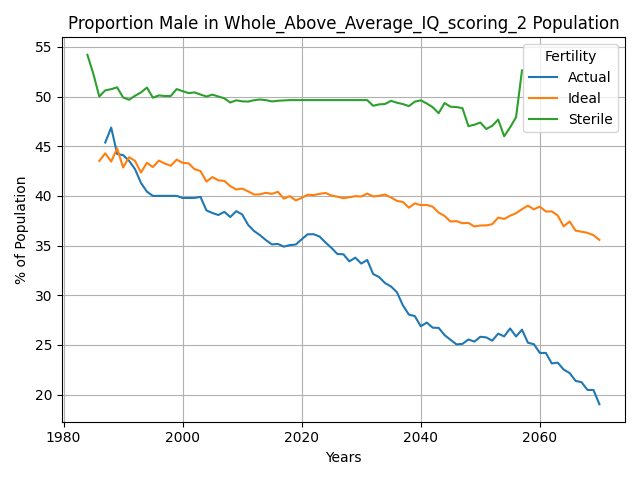 Proportion Male in Whole_Above_Average_IQ_scoring_2 Population
% of Population
55
50
45
40
35
30
25
20
Fertility
Actual
Ideal
Sterile
1980
2000
2020
2040
2060
Years